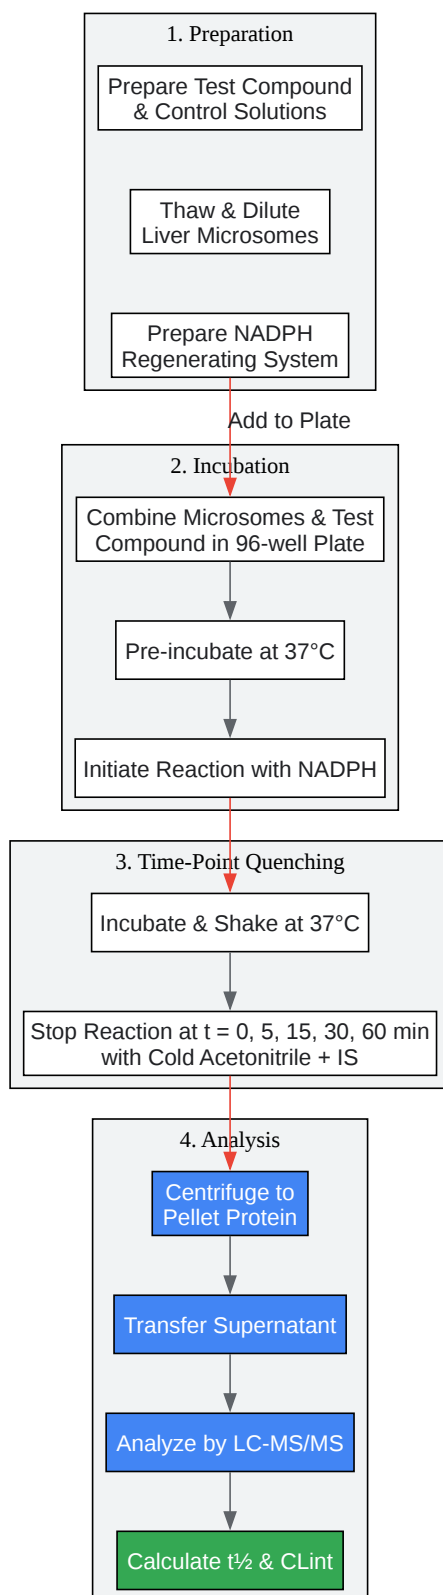 1. Preparation
Prepare Test Compound
& Control Solutions
Thaw & Dilute
Liver Microsomes
Prepare NADPH
Regenerating System
Add to Plate
2. Incubation
Combine Microsomes & Test
Compound in 96-well Plate
Pre-incubate at 37°C
Initiate Reaction with NADPH
3. Time-Point Quenching
Incubate & Shake at 37°C
Stop Reaction at t = 0, 5, 15, 30, 60 min
with Cold Acetonitrile + IS
4. Analysis
Centrifuge to
Pellet Protein
Transfer Supernatant
Analyze by LC-MS/MS
Calculate t½ & CLint